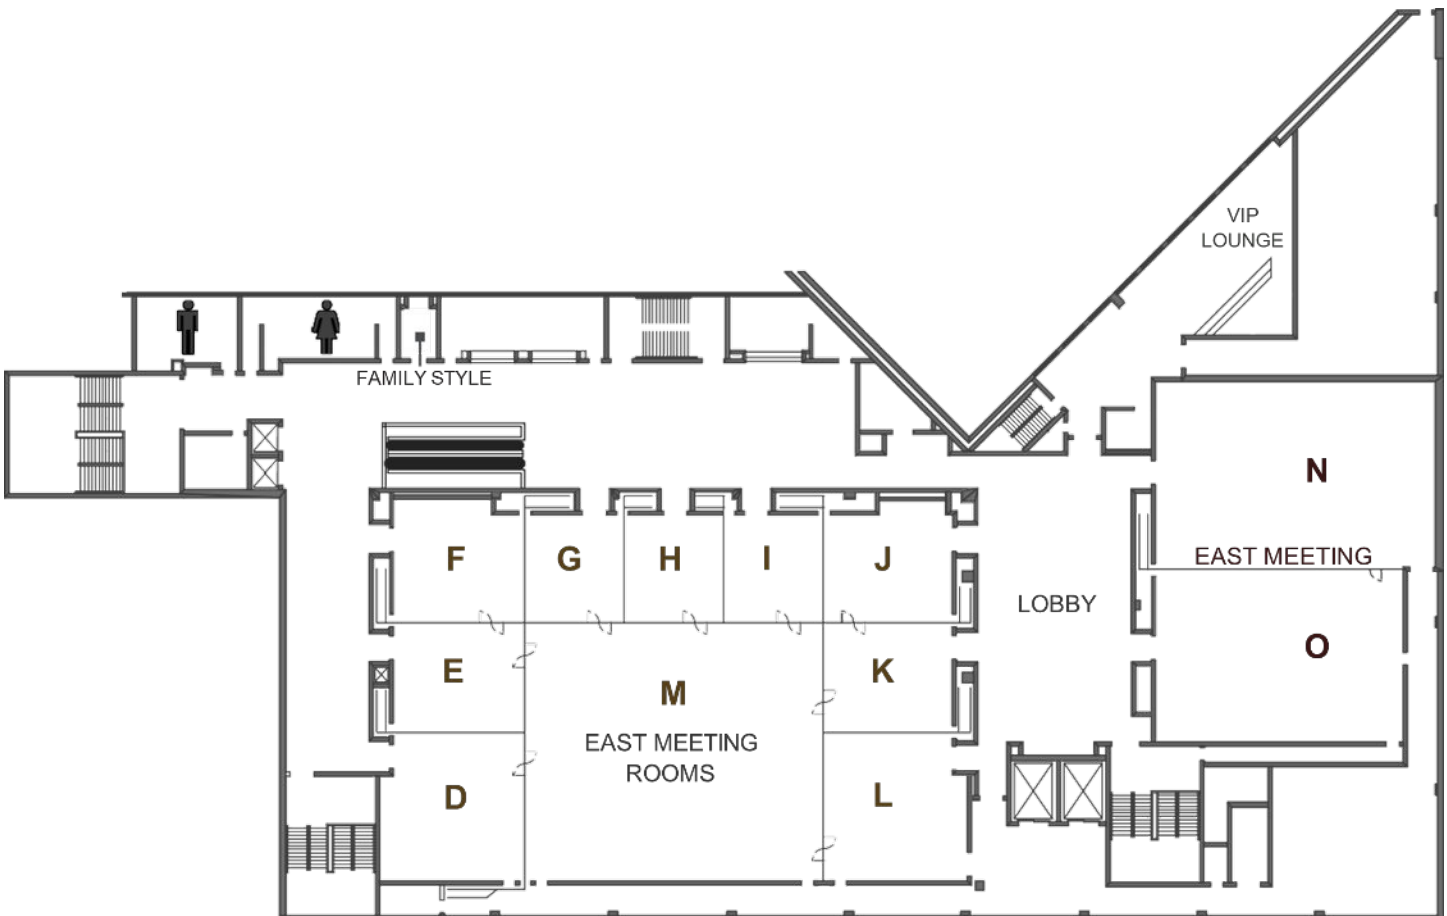 VIP
LOUNGE
FAMILY STYLE
N
F
G
H
I
J
EAST MEETING
LOBBY
E
M
K
O
EAST MEETING
ROOMS
D
L